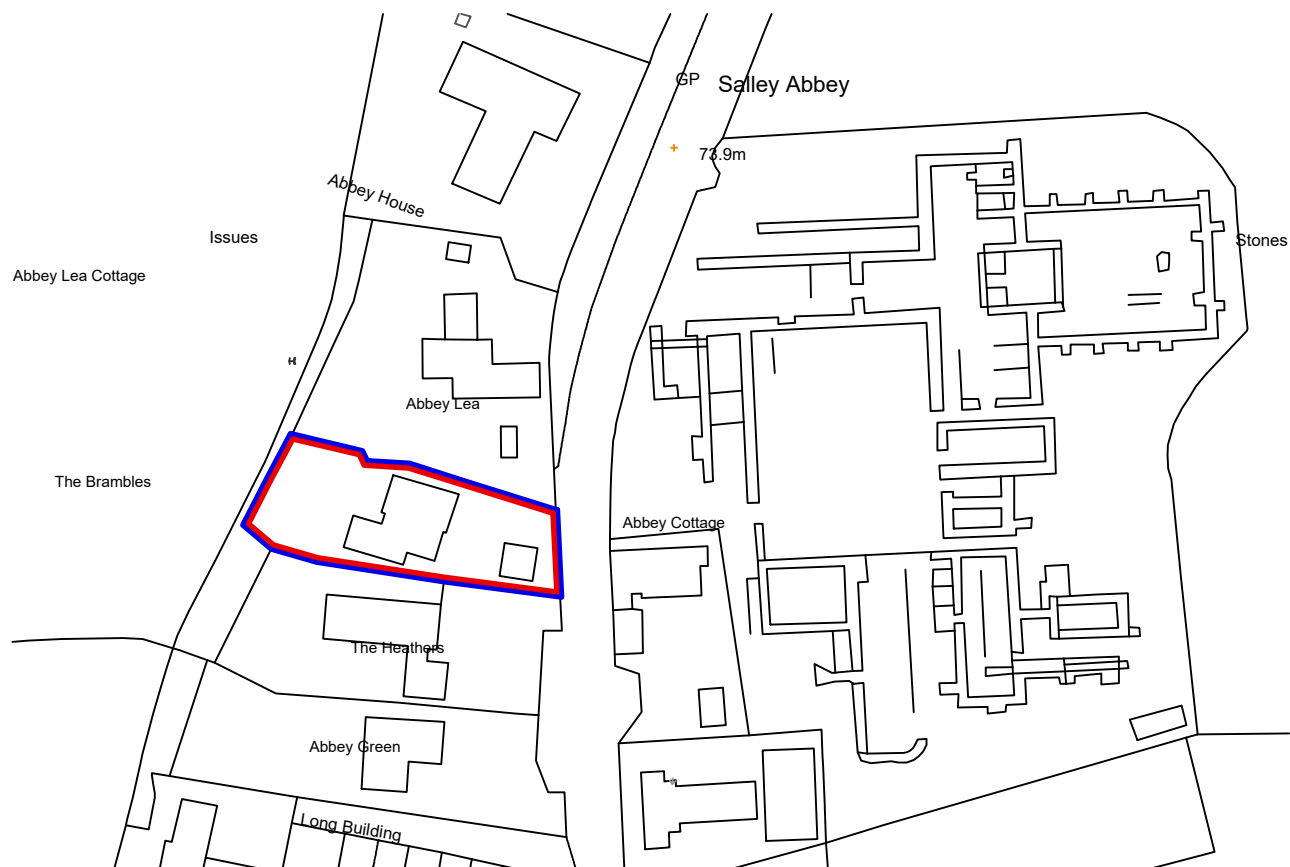 GP
Salley Abbey
73.9m
Abbey House
Issues
Stones
Abbey Lea Cottage
Abbey Lea
The Brambles
Abbey Cottage
The Heathers
Abbey Green
Long Building